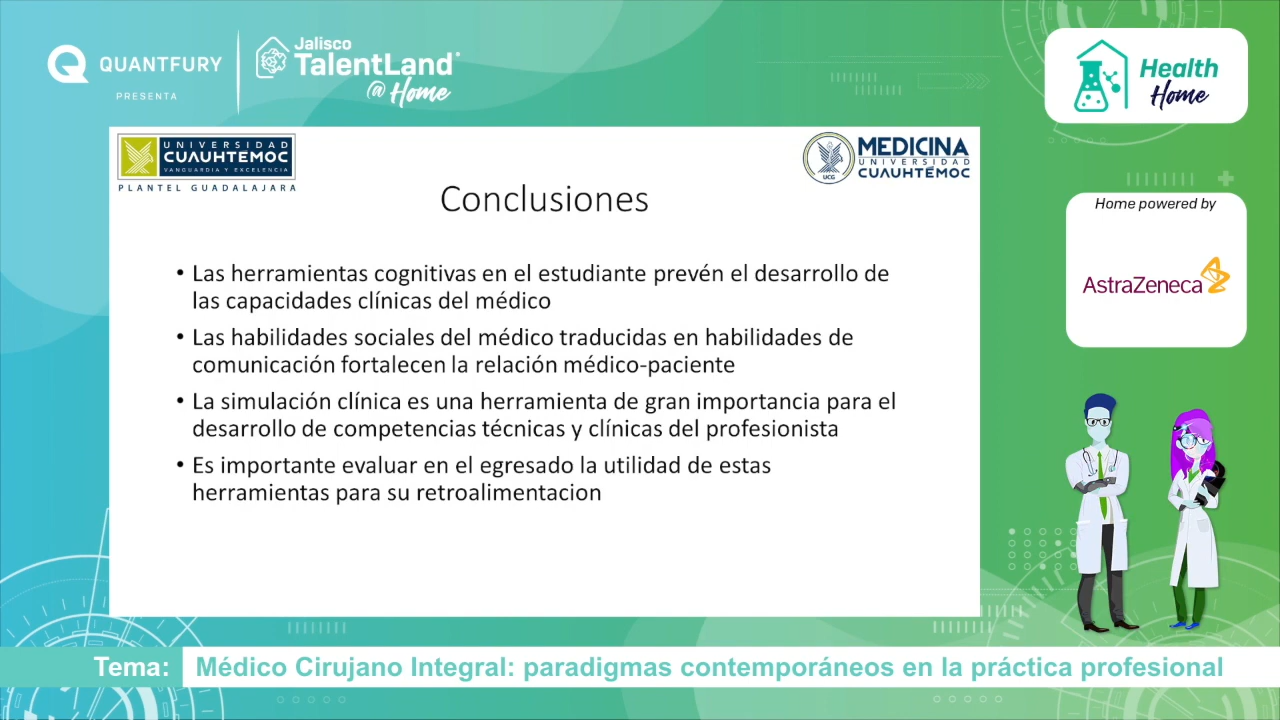 QUANTFURY
PRESENTA
Jalisco
TalentLand
@ Home
Health
Home
UNIVERSIDAD
CUAUHTEMOC
VANGUARDIA Y EXCELENCIA
PLANTEL GUADALAJARA
UCG
MEDICINA
UNIVERSIDAD
CUAUHTÉMOC
Home powered by
AstraZeneca
Conclusiones
• Las herramientas cognitivas en el estudiante prevén el desarrollo de
las capacidades clínicas del médico
• Las habilidades sociales del médico traducidas en habilidades de
comunicación fortalecen la relación médico-paciente
• La simulación clínica es una herramienta de gran importancia para el
desarrollo de competencias técnicas y clínicas del profesionista
• Es importante evaluar en el egresado la utilidad de estas
herramientas para su retroalimentacion
Tema: Médico Cirujano Integral: paradigmas contemporáneos en la práctica profesional